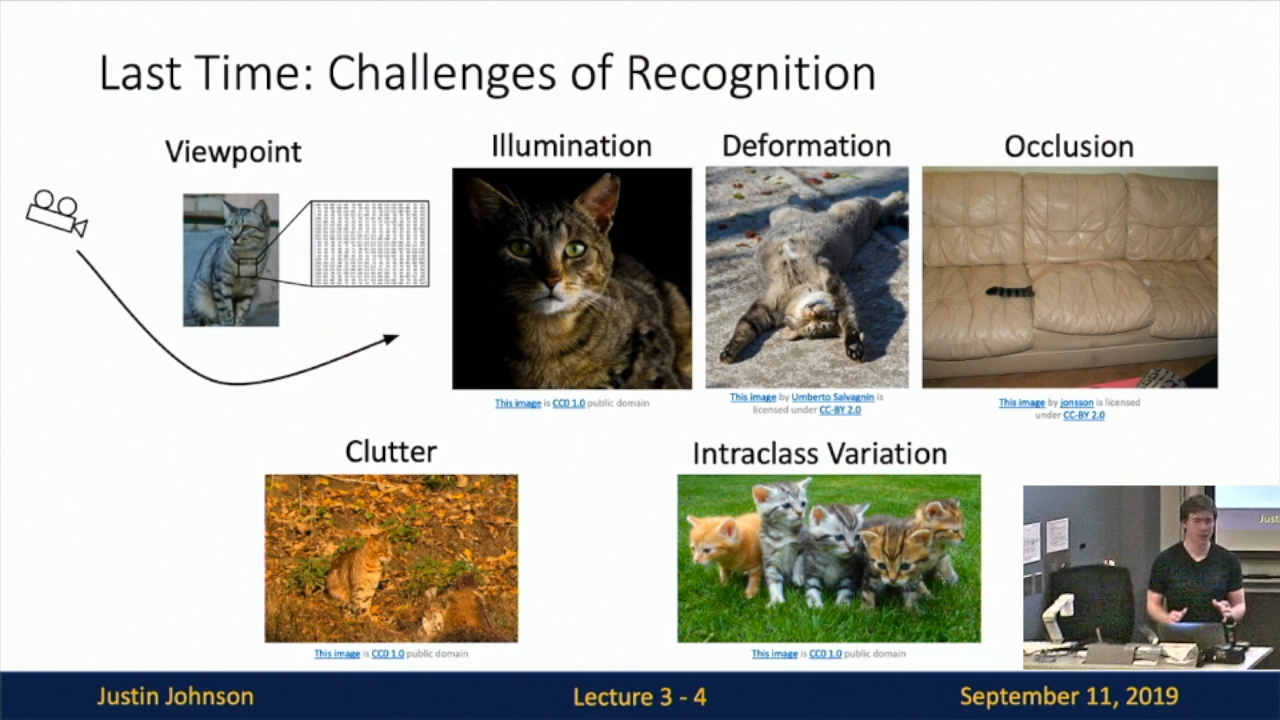 Last Time: Challenges of Recognition
Viewpoint
Illumination
Deformation
Occlusion
This image is CC0 1.0 public domain
This image by Umberto Salvagnin is
licensed under CC-BY 2.0
This image by jonsson is licensed
under CC-BY 2.0
Clutter
Intraclass Variation
Just
This image is CC0 1.0 public domain
This image is CC0 1.0 public domain
Justin Johnson
Lecture 3 - 4
September 11, 2019